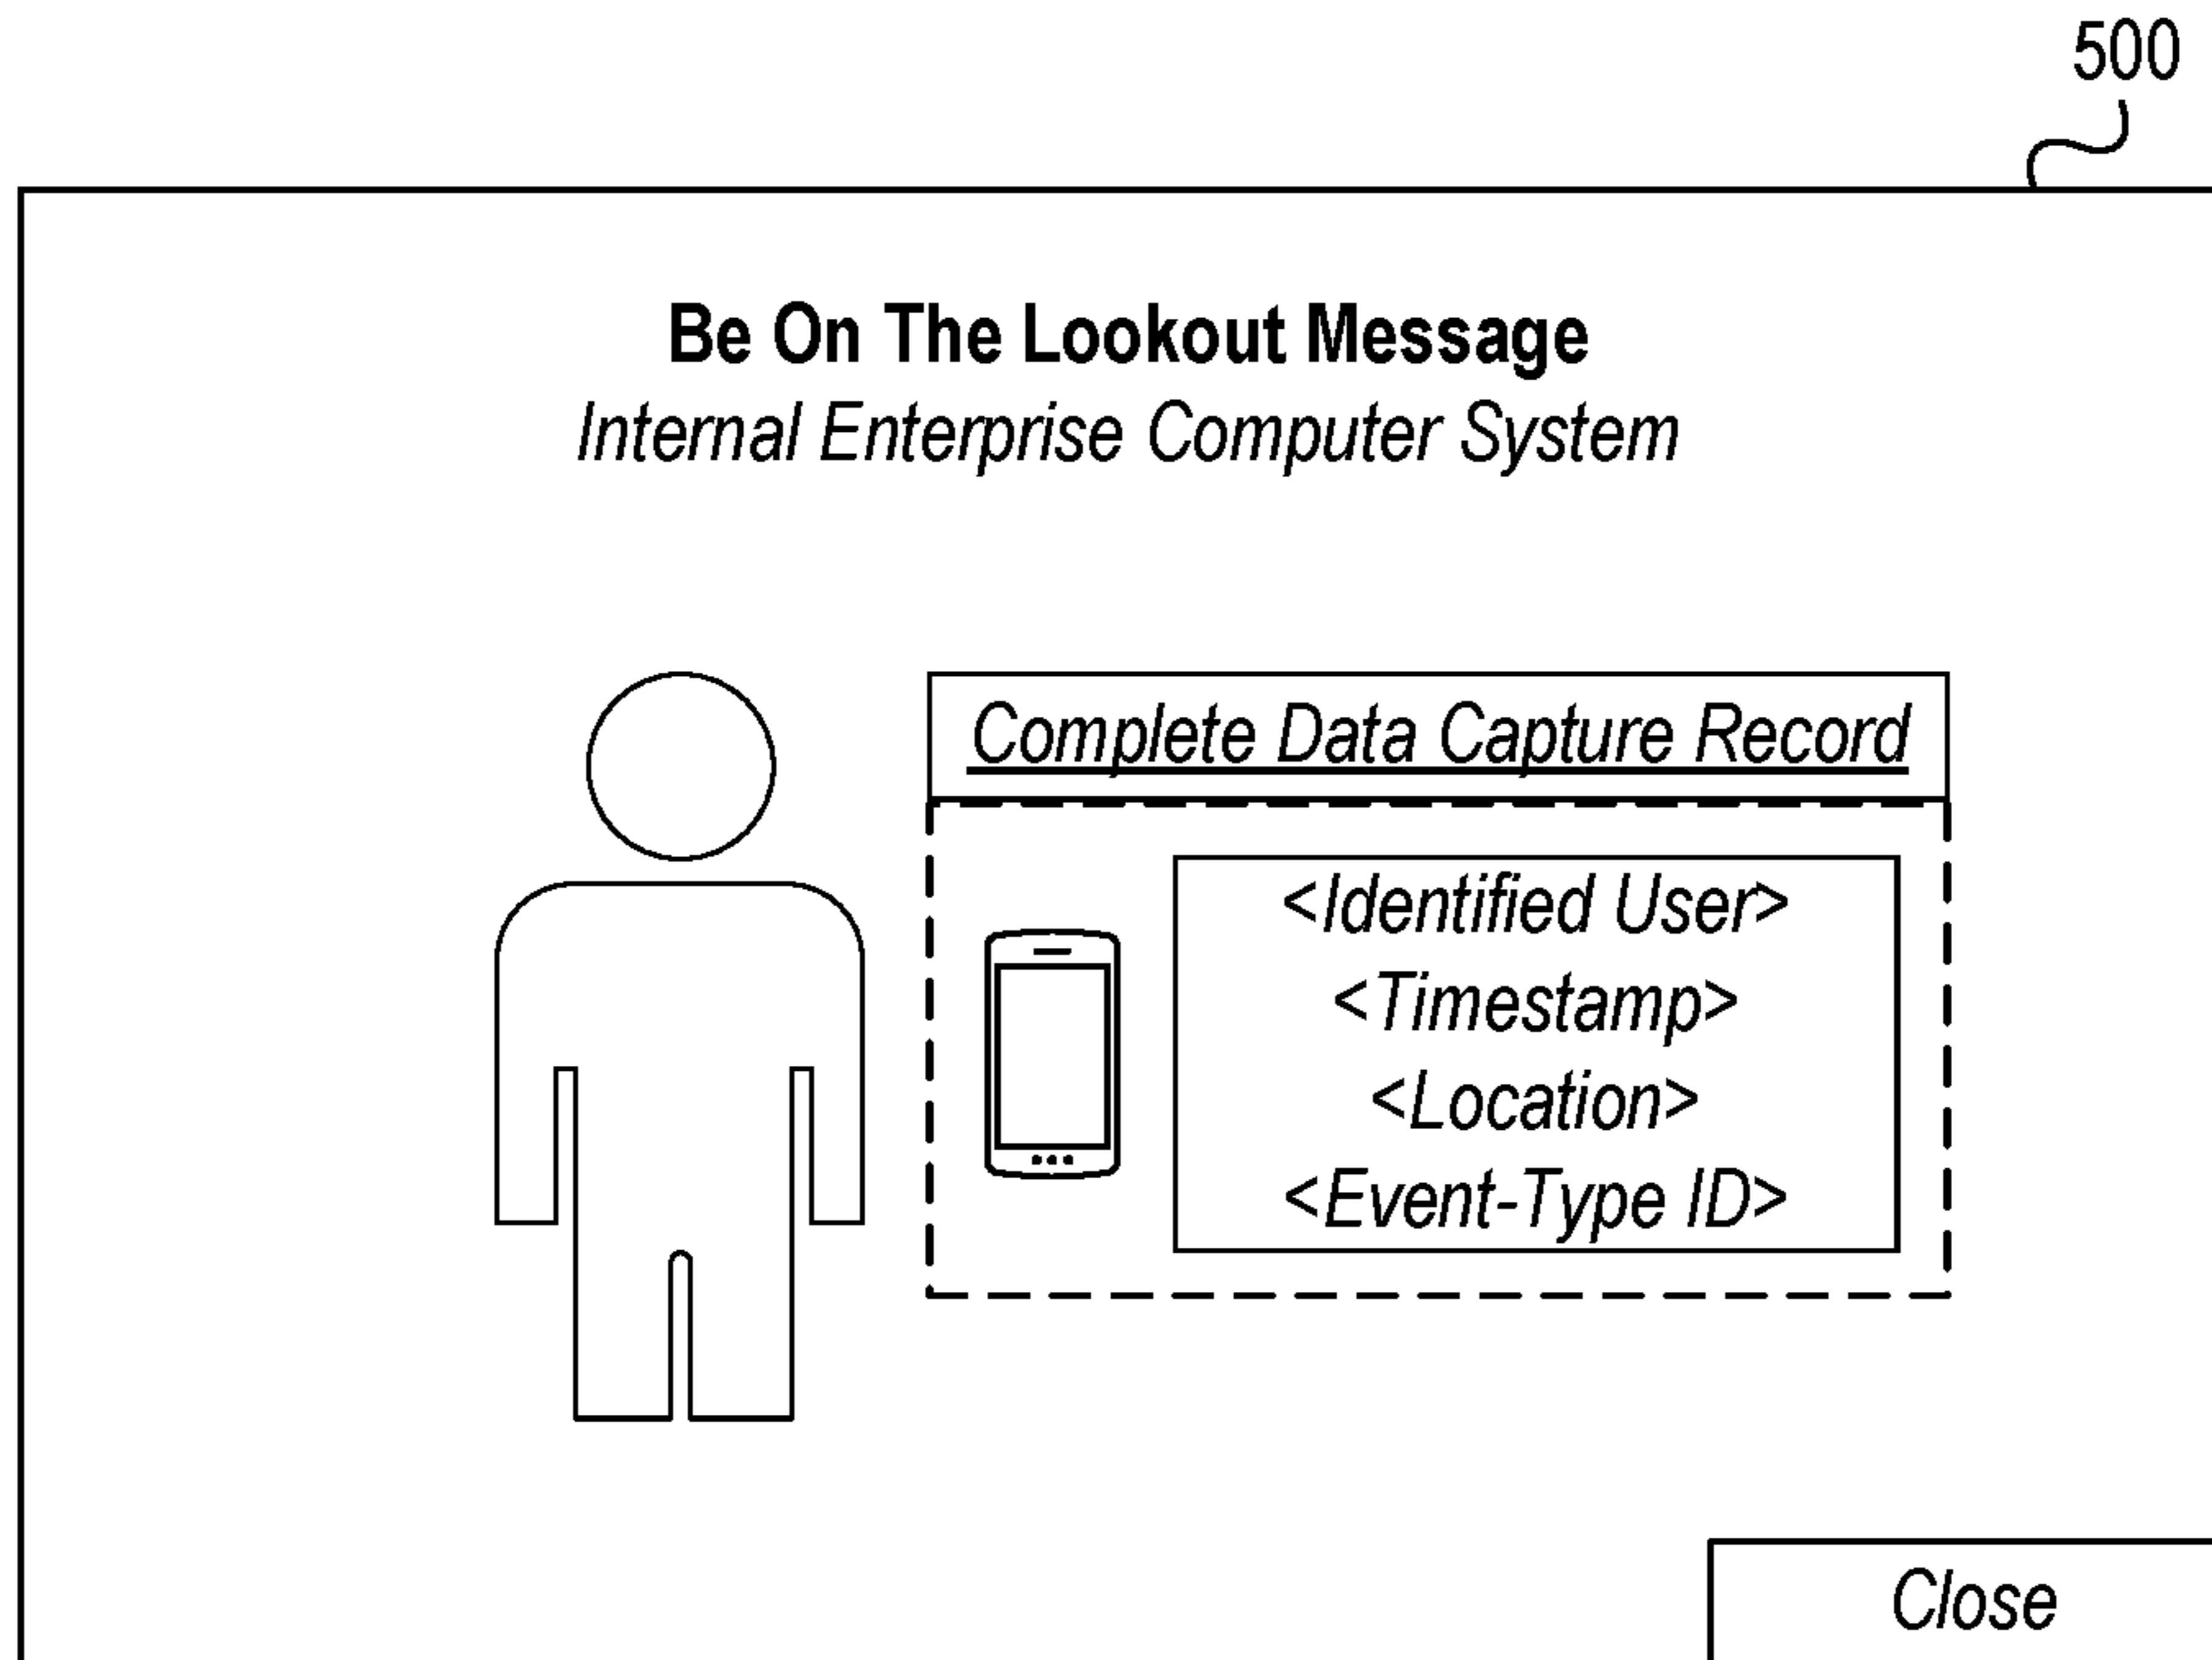 500
Be On The Lookout Message
Internal Enterprise Computer System
Complete Data Capture Record
<Identified User>
<Timestamp>
<Location>
<Event-Type ID>
Close